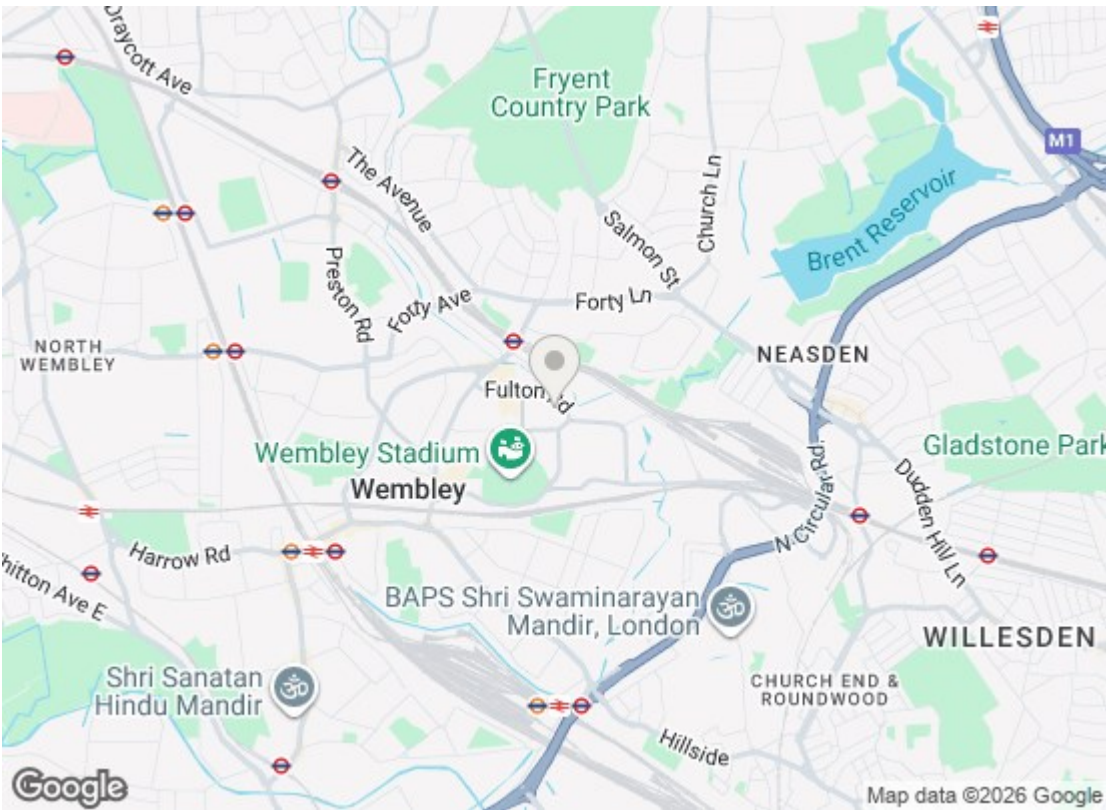 Draycott Ave
Fryent
Country Park
M1
The Avenue
Church Ln
Brent Reservoir
Salmon St
Preston Rd
Forty Ave
Forty Ln
NORTH
WEMBLEY
NEASDEN
Fulton Rd
Wembley Stadium
Wembley
Gladstone Park
N Circular Rd.
Dudden Hill Ln
Harrow Rd
Whitton Ave E
BAPS Shri Swaminarayan
Mandir, London
WILLESDEN
Shri Sanatan
Hindu Mandir
CHURCH END &
ROUNDWOOD
Hillside
Google
Map data ©2026 Google